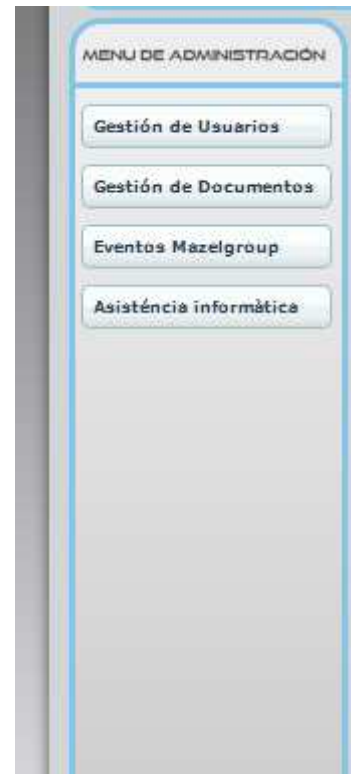 MENU DE ADMINISTRACIÓN
Gestión de Usuarios
Gestión de Documentos
Eventos Mazelgroup
Asisténcia informàtica